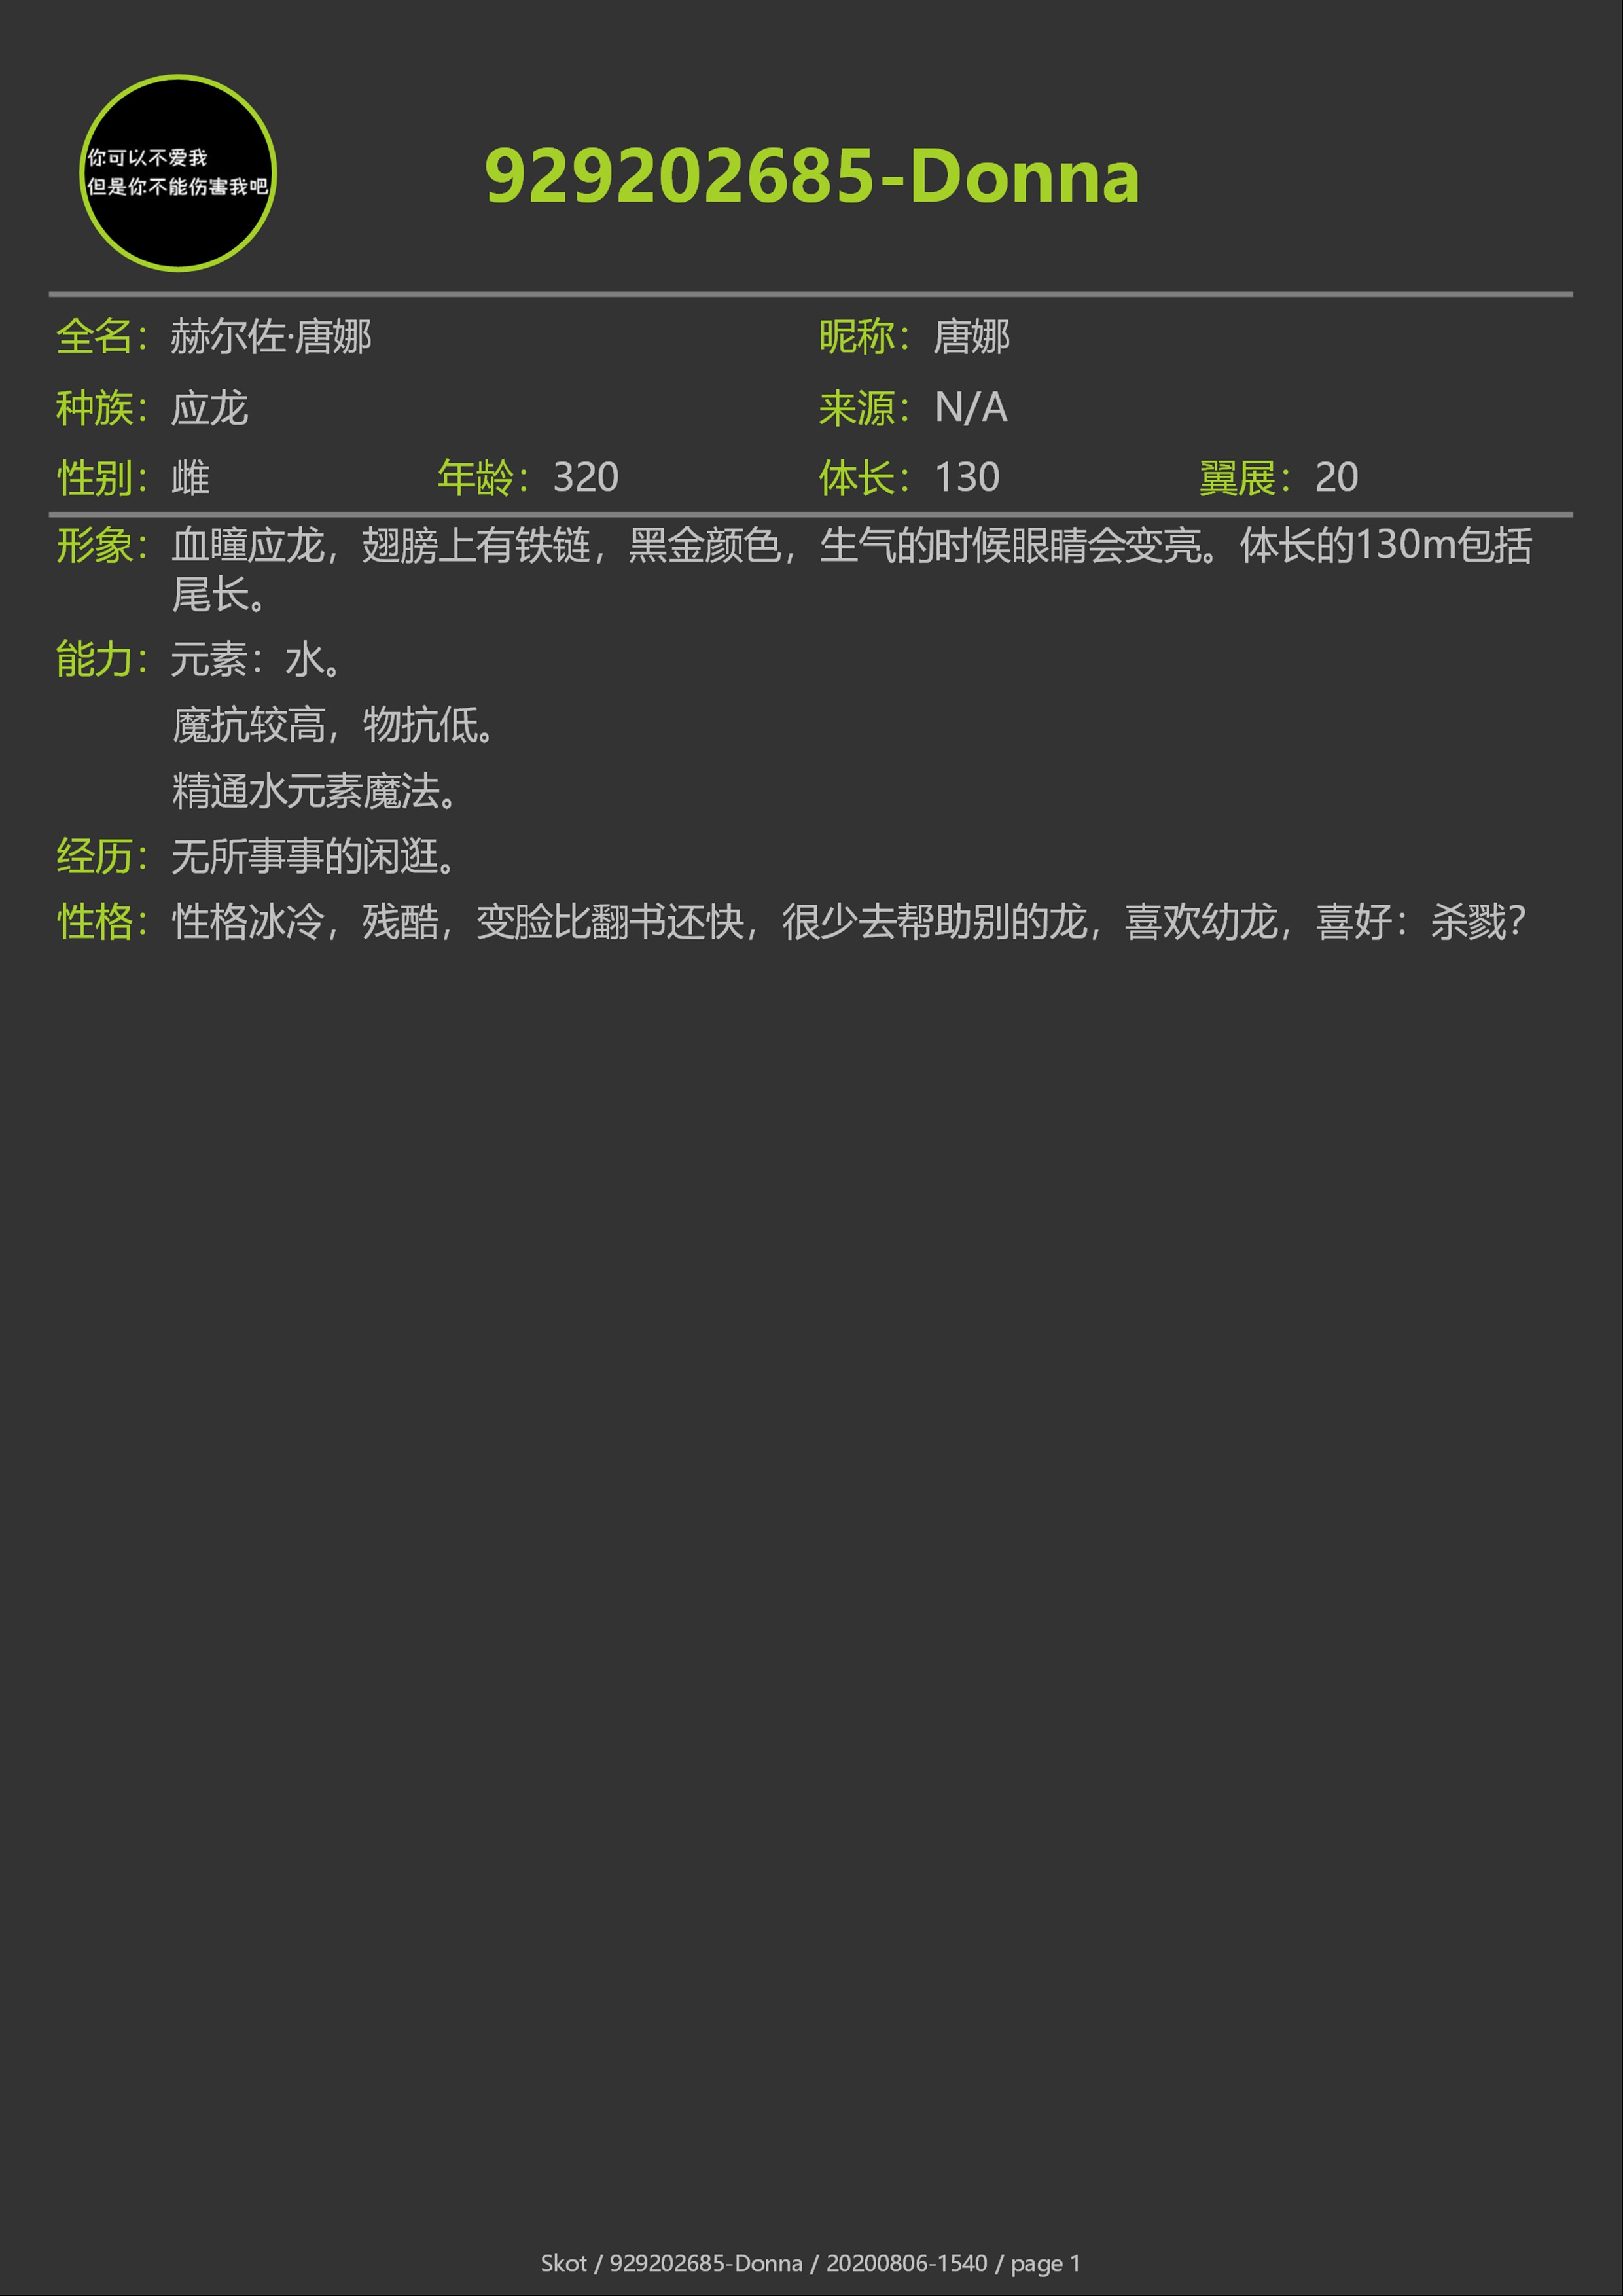 你可以不爱我
但是你不能伤害我吧
929202685-Donna
全名：赫尔佐·唐娜 昵称：唐娜
种族：应龙 来源：N/A
性别：雌 年龄：320 体长：130 翼展：20
形象：血瞳应龙，翅膀上有铁链，黑金颜色，生气的时候眼睛会变亮。体长的130m包括
尾长。
能力：元素：水。
魔抗较高，物抗低。
精通水元素魔法。
经历：无所事事的闲逛。
性格：性格冰冷，残酷，变脸比翻书还快，很少去帮助别的龙，喜欢幼龙，喜好：杀戮？
Skot / 929202685-Donna / 20200806-1540 / page 1